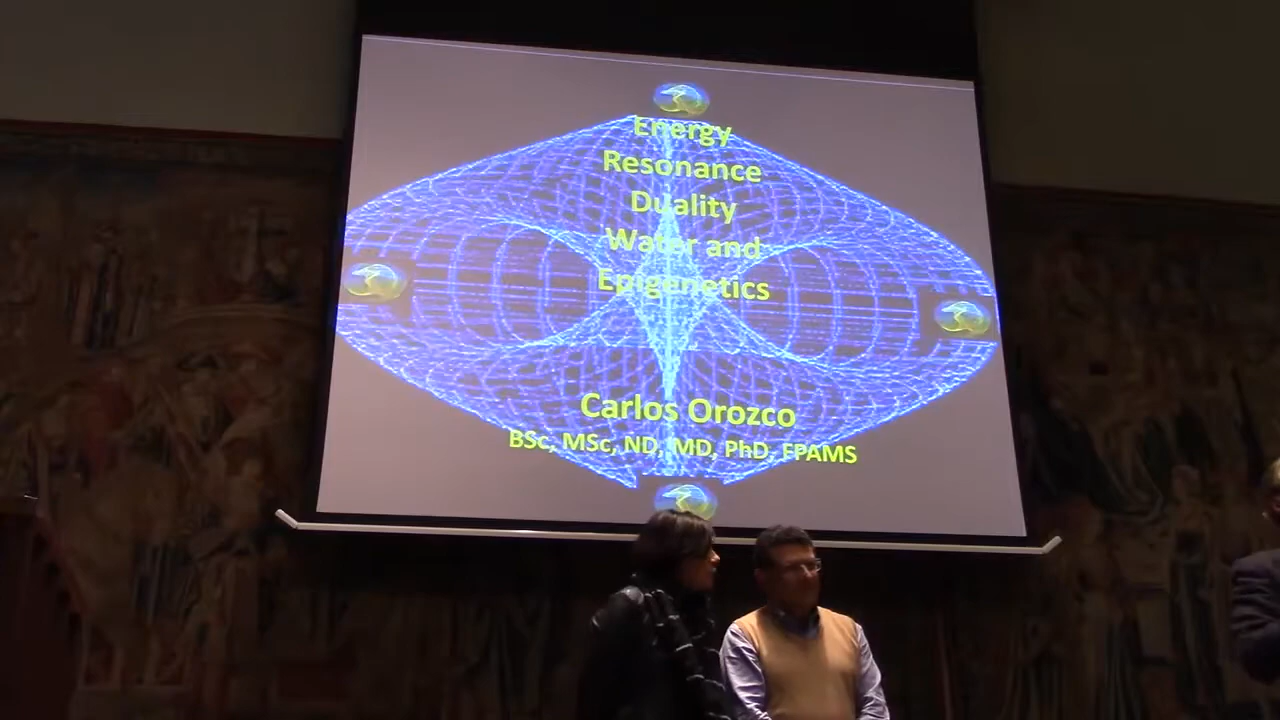 Energy
Resonance
Duality
Water and
Epigenetics
Carlos Orozco
BSc, MSc, ND, MD, PhD, FPAMS